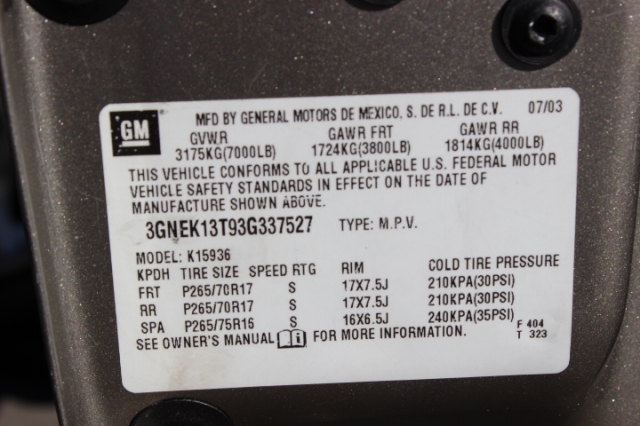 MFD BY GENERAL MOTORS DE MEXICO, S. DE R.L. DE C.V. 07/03
GM
GVWR GAWR FRT GAWR RR
3175KG(7000LB) 1724KG(3800LB) 1814KG(4000LB)
THIS VEHICLE CONFORMS TO ALL APPLICABLE U.S. FEDERAL MOTOR
VEHICLE SAFETY STANDARDS IN EFFECT ON THE DATE OF
MANUFACTURE SHOWN ABOVE.
3GNEK13T93G337527 TYPE: M.P.V.
MODEL: K15936
KPDH TIRE SIZE SPEED RTG RIM COLD TIRE PRESSURE
FRT P265/70R17 S 17X7.5J 210KPA(30PSI)
RR P265/70R17 S 17X7.5J 210KPA(30PSI)
SPA P265/75R16 S 16X6.5J 240KPA(35PSI)
SEE OWNER'S MANUAL i FOR MORE INFORMATION.
F 404
T 323